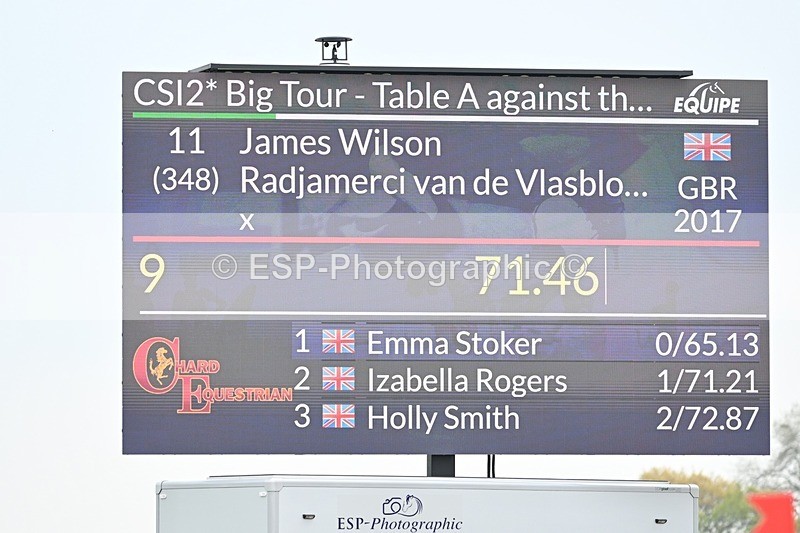 CSI2* Big Tour - Table A against th...
EQUIPE
11 James Wilson
(348) Radjamerci van de Vlasblo... GBR
x 2017
9 71.46
© ESP-Photographic ©
CHARD EQUESTRIAN
1 Emma Stoker 0/65.13
2 Izabella Rogers 1/71.21
3 Holly Smith 2/72.87
ESP-Photographic